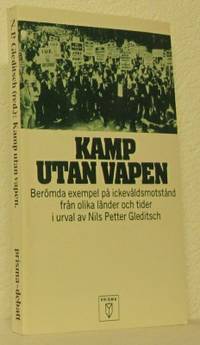 KAMP
UTAN VAPEN
Berömda exempel på ickevåldsmotstånd
från olika länder och tider
i urval av Nils Petter Gleditsch
PRISMA
N. P. Gleditsch (red.): Kamp utan vapen.
prisma-debatt